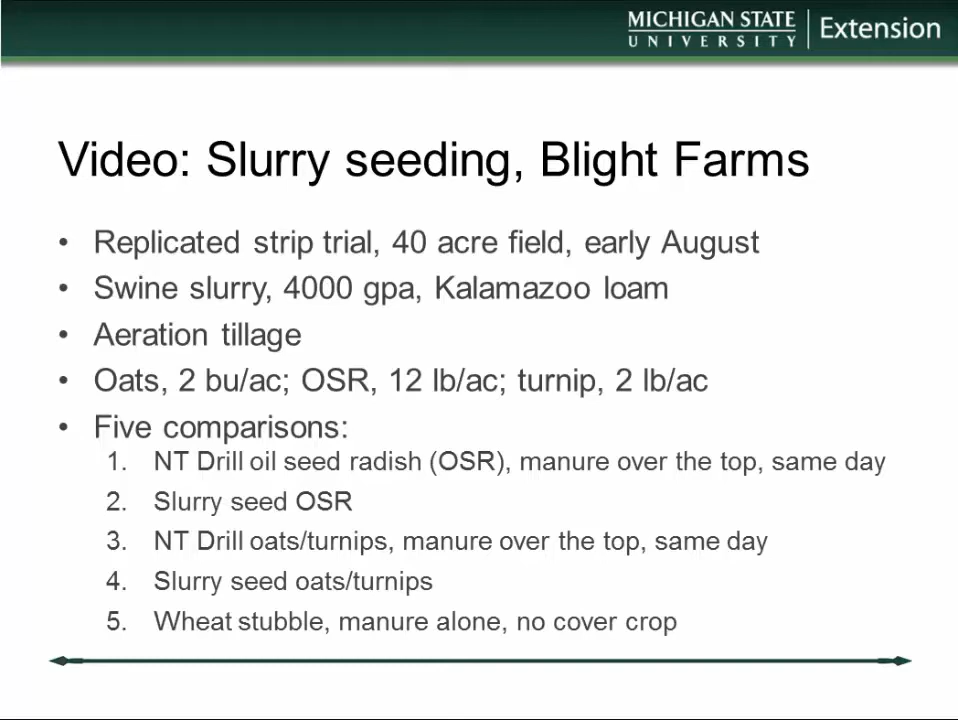 MICHIGAN STATE
UNIVERSITY
Extension
Video: Slurry seeding, Blight Farms
• Replicated strip trial, 40 acre field, early August
• Swine slurry, 4000 gpa, Kalamazoo loam
• Aeration tillage
• Oats, 2 bu/ac; OSR, 12 lb/ac; turnip, 2 lb/ac
• Five comparisons:
1. NT Drill oil seed radish (OSR), manure over the top, same day
2. Slurry seed OSR
3. NT Drill oats/turnips, manure over the top, same day
4. Slurry seed oats/turnips
5. Wheat stubble, manure alone, no cover crop